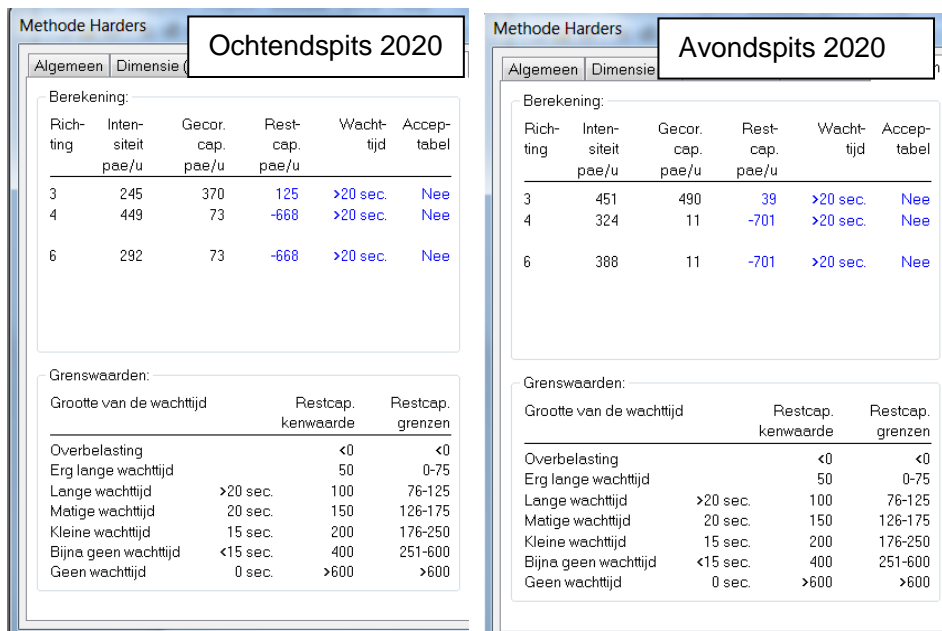 Methode Harders
Ochtendspits 2020
Algemeen Dimensie (
Berekening:
Rich- Inten- Gecor. Rest- Wacht- Accep-
ting siteit cap. cap. tijd tabel
pae/u pae/u pae/u
3 245 370 125 >20 sec. Nee
4 449 73 -668 >20 sec. Nee
6 292 73 -668 >20 sec. Nee
Grenswaarden:
Grootte van de wachttijd Restcap. Restcap.
kenwaarde grenzen
Overbelasting <0 <0
Erg lange wachttijd 50 0-75
Lange wachttijd >20 sec. 100 76-125
Matige wachttijd 20 sec. 150 126-175
Kleine wachttijd 15 sec. 200 176-250
Bijna geen wachttijd <15 sec. 400 251-600
Geen wachttijd 0 sec. >600 >600
Methode Harders
Avondspits 2020
Algemeen Dimensie
Berekening:
Rich- Inten- Gecor. Rest- Wacht- Accep-
ting siteit cap. cap. tijd tabel
pae/u pae/u pae/u
3 451 490 39 >20 sec. Nee
4 324 11 -701 >20 sec. Nee
6 388 11 -701 >20 sec. Nee
Grenswaarden:
Grootte van de wachttijd Restcap. Restcap.
kenwaarde grenzen
Overbelasting <0 <0
Erg lange wachttijd 50 0-75
Lange wachttijd >20 sec. 100 76-125
Matige wachttijd 20 sec. 150 126-175
Kleine wachttijd 15 sec. 200 176-250
Bijna geen wachttijd <15 sec. 400 251-600
Geen wachttijd 0 sec. >600 >600